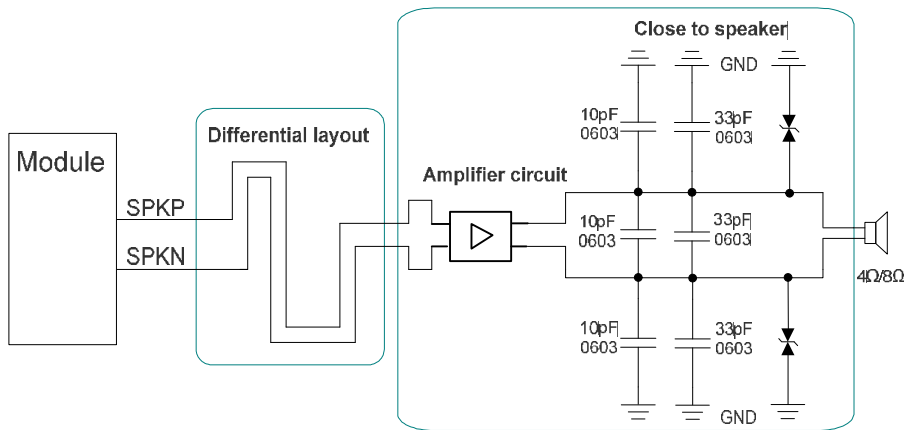 Close to speaker
GND
10pF
0603
33pF
0603
Differential layout
Module
Amplifier circuit
SPKP
10pF
0603
33pF
0603
SPKN
4Ω/8Ω
10pF
0603
33pF
0603
GND